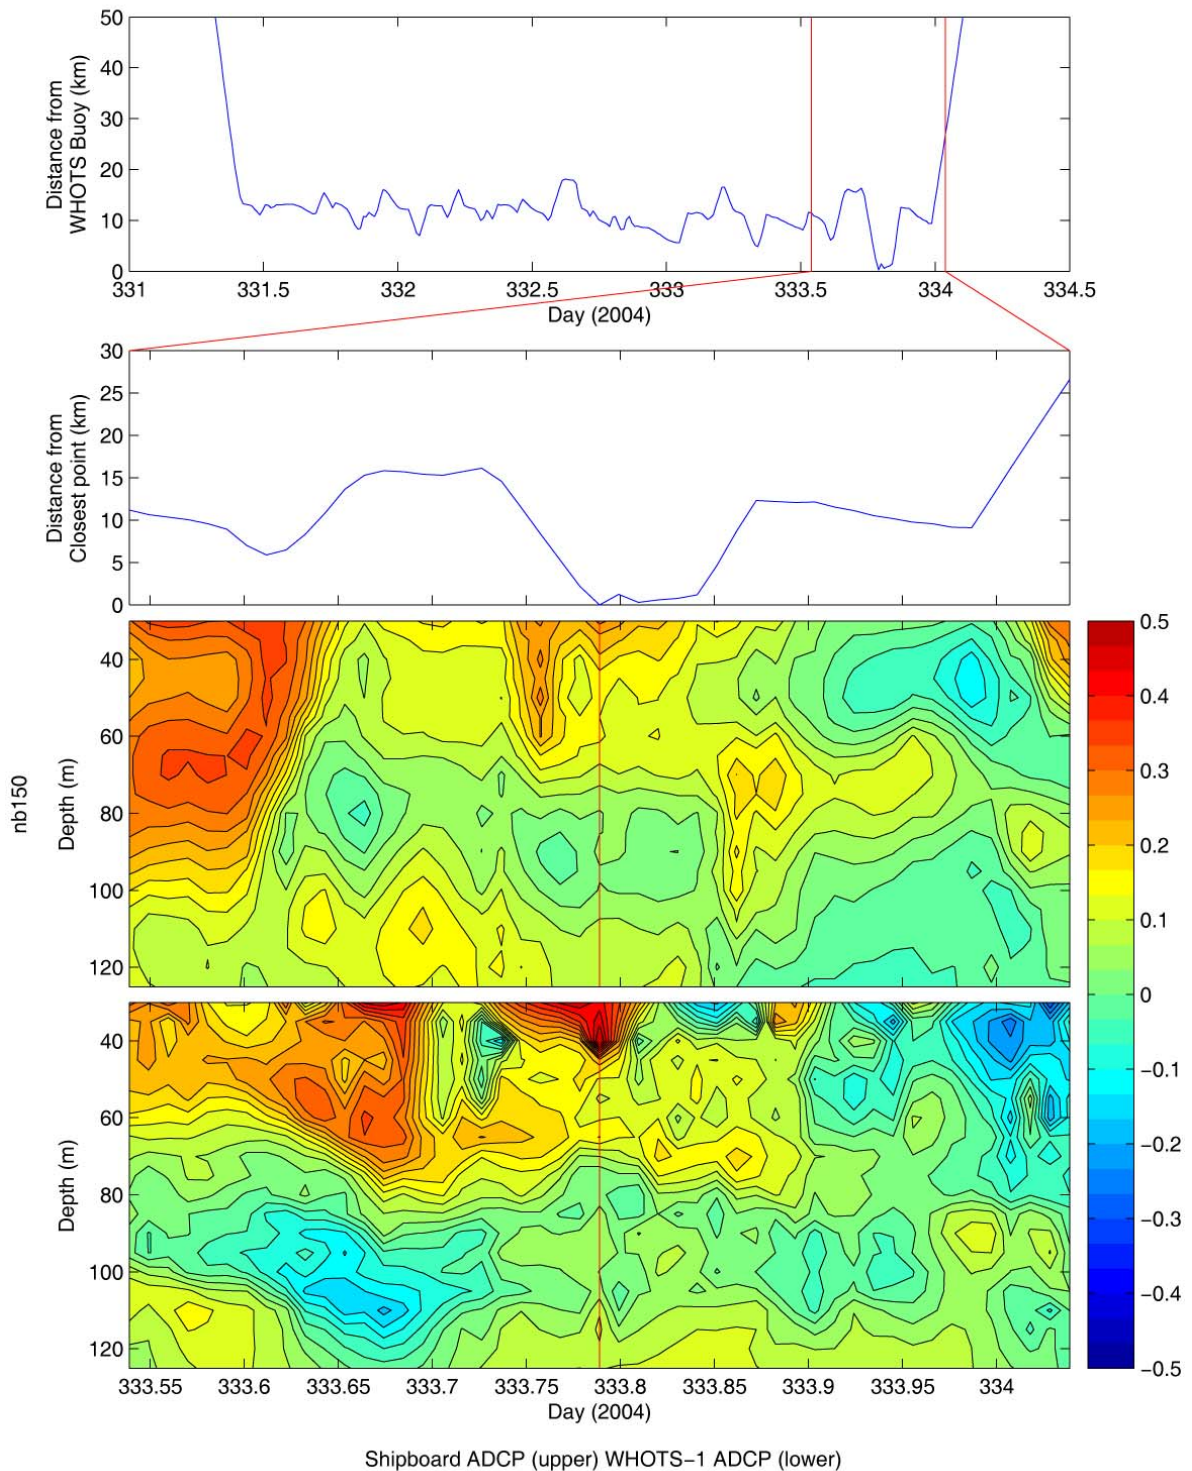 50
40
30
20
10
0
Distance from
WHOTS Buoy (km)
331 331.5 332 332.5 333 333.5 334 334.5
Day (2004)
30
25
20
15
10
5
0
Distance from
Closest point (km)
nb150
40
60
80
100
120
Depth (m)
40
60
80
100
120
Depth (m)
333.55 333.6 333.65 333.7 333.75 333.8 333.85 333.9 333.95 334
Day (2004)
0.5
0.4
0.3
0.2
0.1
0
−0.1
−0.2
−0.3
−0.4
−0.5
Shipboard ADCP (upper) WHOTS−1 ADCP (lower)